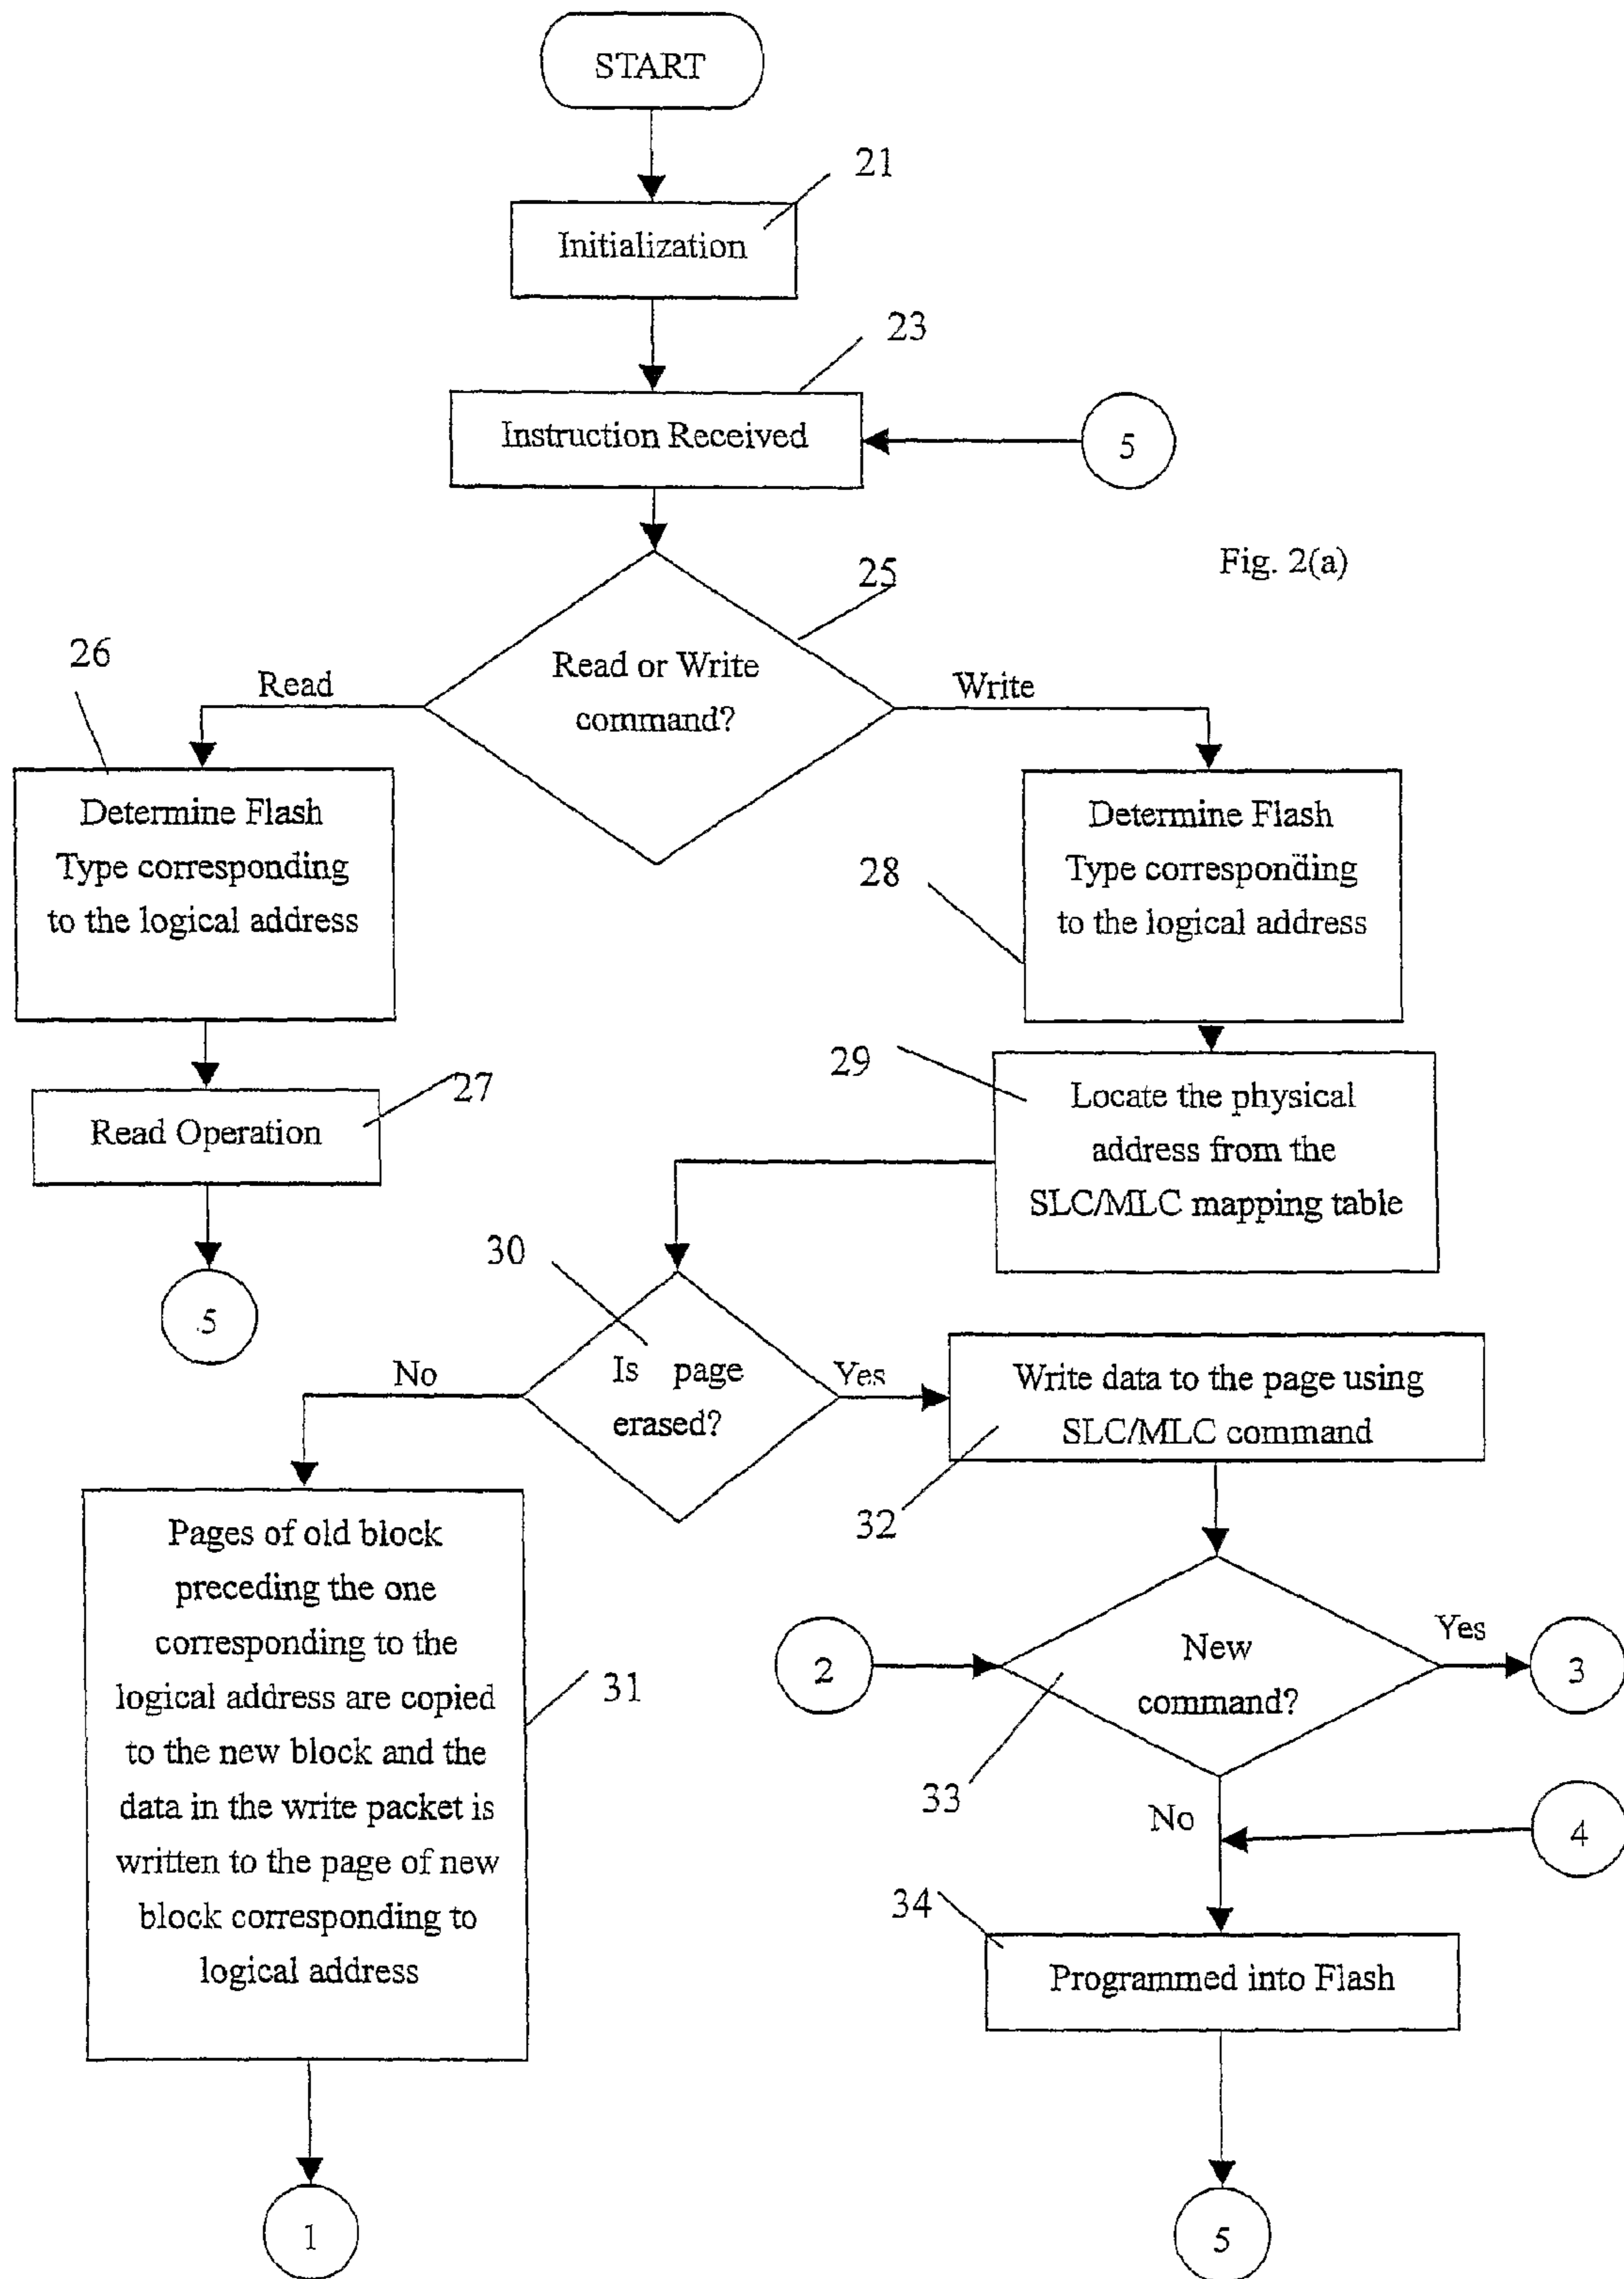 START
21
Initialization
23
Instruction Received
5
Fig. 2(a)
25
Read or Write
command?
26
Read
Write
Determine Flash
Type corresponding
to the logical address
28
Determine Flash
Type corresponding
to the logical address
27
Read Operation
5
29
Locate the physical
address from the
SLC/MLC mapping table
30
No
Is page
erased?
Yes
Write data to the page using
SLC/MLC command
32
Pages of old block
preceding the one
corresponding to the
logical address are copied
to the new block and the
data in the write packet is
written to the page of new
block corresponding to
logical address
31
2
New
command?
Yes
3
33
No
4
34
Programmed into Flash
1
5